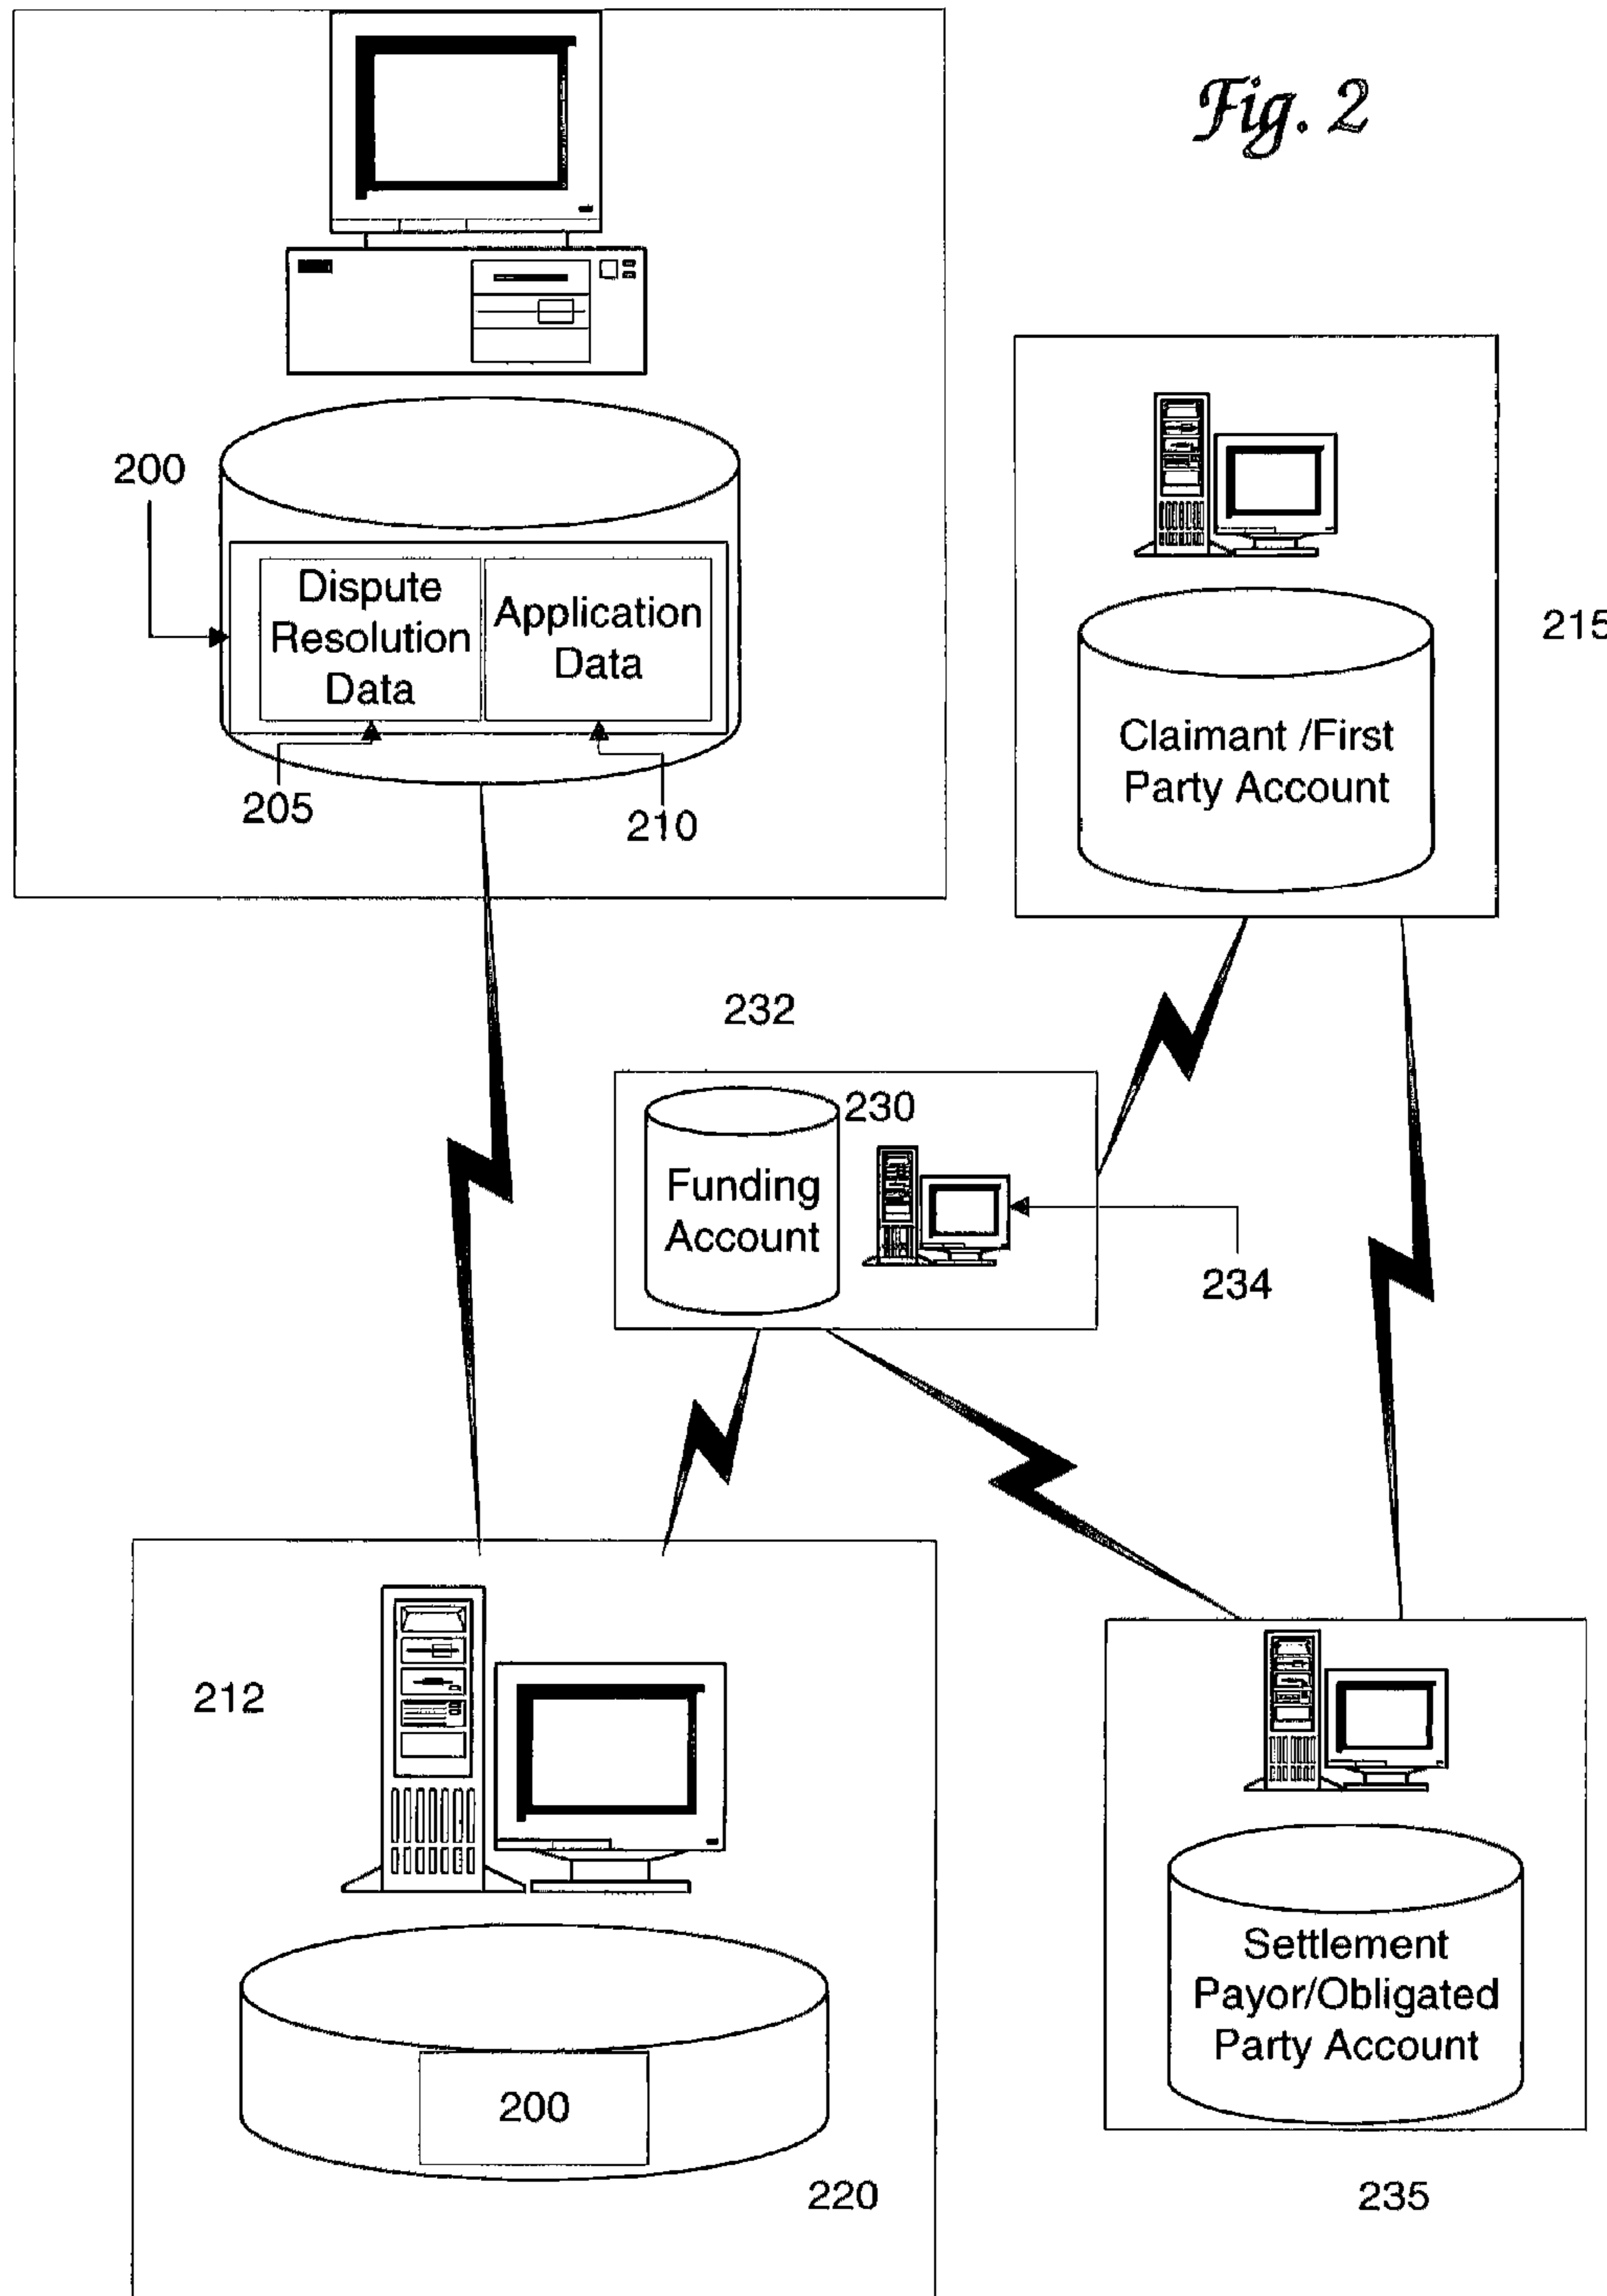 Fig. 2
200
Dispute
Resolution
Data
Application
Data
205
210
215
Claimant /First
Party Account
232
230
Funding
Account
234
212
200
220
Settlement
Payor/Obligated
Party Account
235